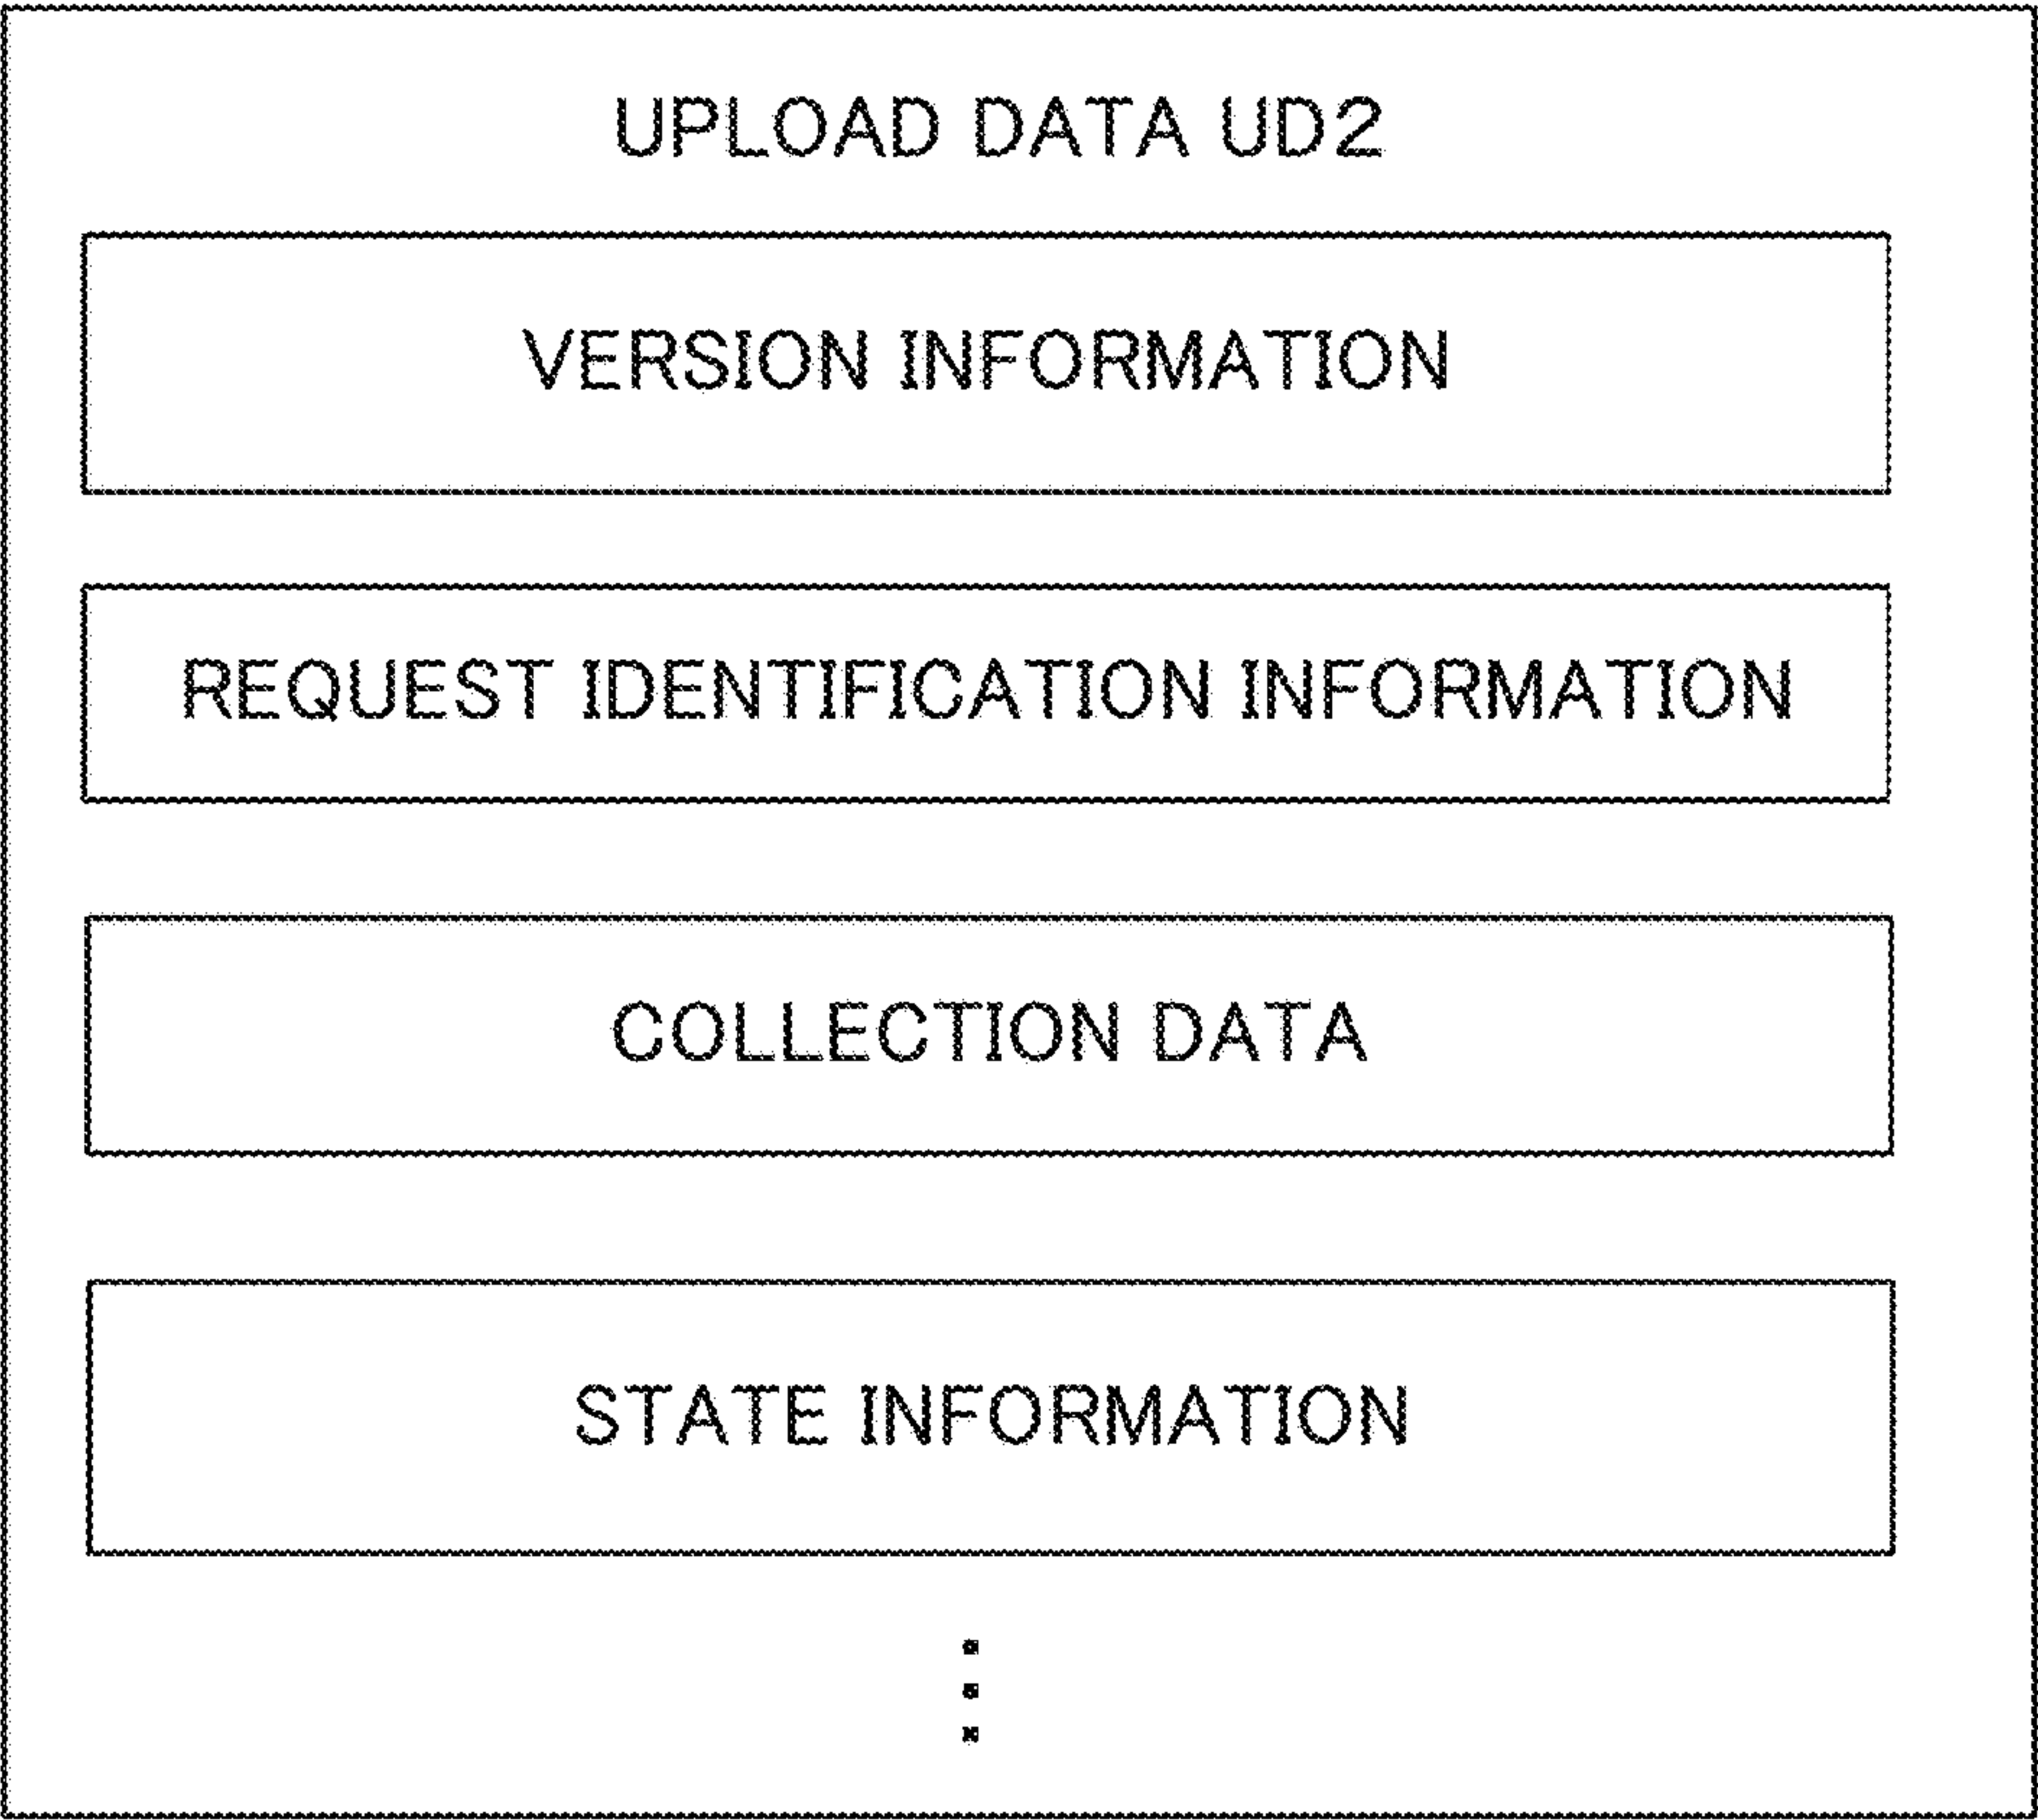 UPLOAD DATA UD2
VERSION INFORMATION
REQUEST IDENTIFICATION INFORMATION
COLLECTION DATA
STATE INFORMATION